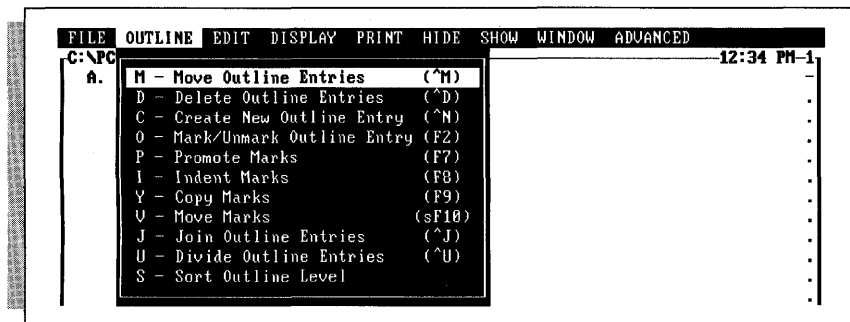 FILE OUTLINE EDIT DISPLAY PRINT HIDE SHOW WINDOW ADVANCED
C:\PC 12:34 PM—1
A.
M - Move Outline Entries (^M)
D - Delete Outline Entries (^D)
C - Create New Outline Entry (^N)
O - Mark/Unmark Outline Entry (F2)
P - Promote Marks (F7)
I - Indent Marks (F8)
Y - Copy Marks (F9)
V - Move Marks (sF10)
J - Join Outline Entries (^J)
U - Divide Outline Entries (^U)
S - Sort Outline Level